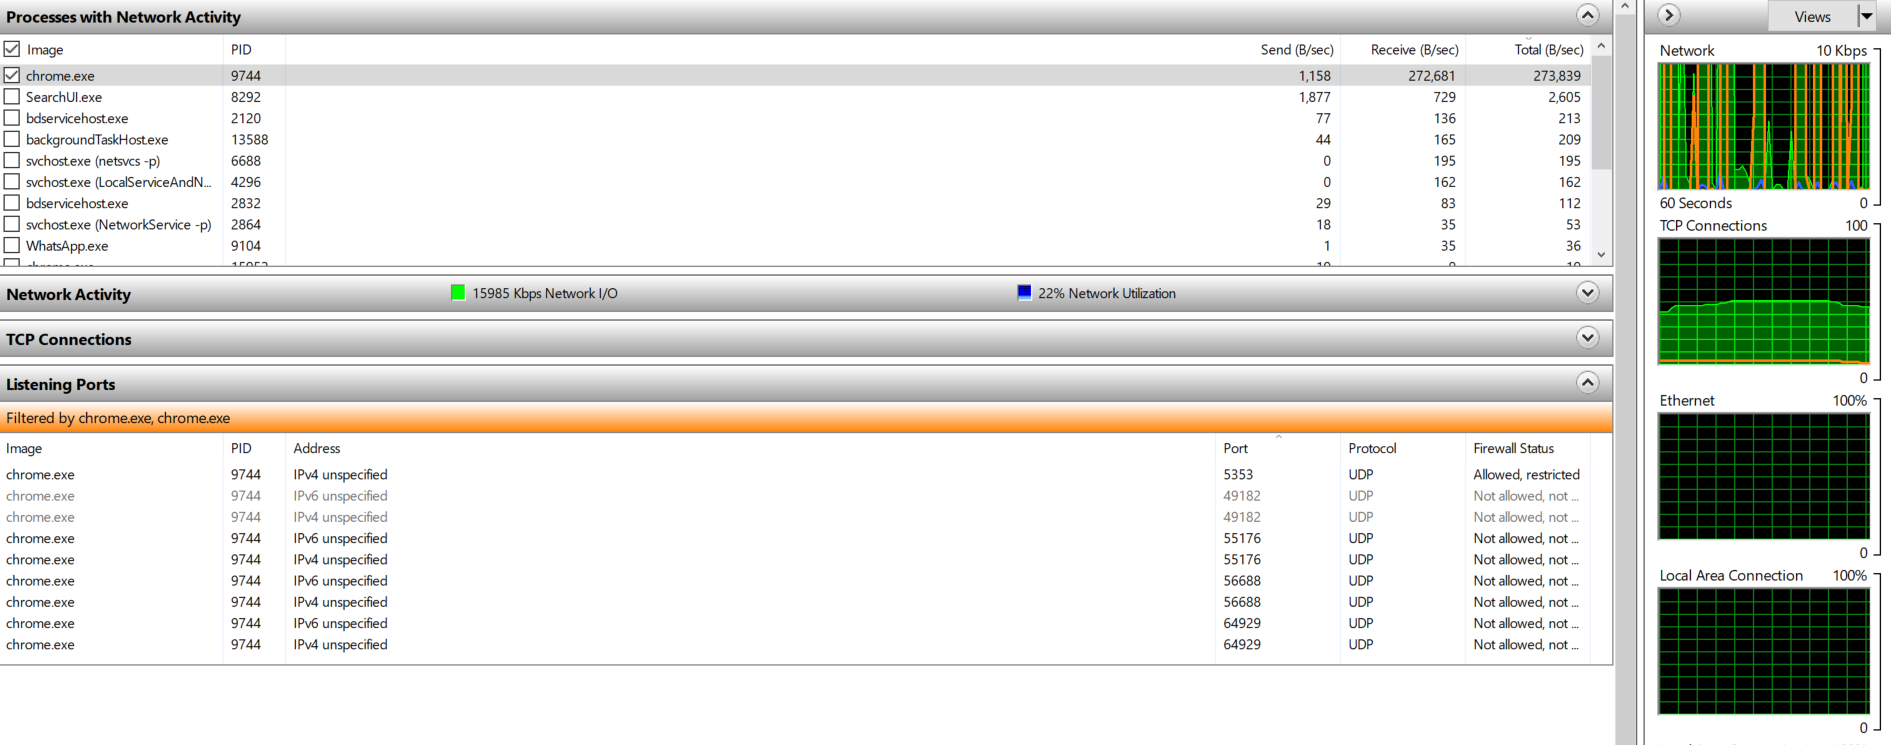 Processes with Network Activity
Image PID Send (B/sec) Receive (B/sec) Total (B/sec)
chrome.exe 9744 1,158 272,681 273,839
SearchUI.exe 8292 1,877 729 2,605
bdservicehost.exe 2120 77 136 213
backgroundTaskHost.exe 13588 44 165 209
svchost.exe (netsvcs -p) 6688 0 195 195
svchost.exe (LocalServiceAndN... 4296 0 162 162
bdservicehost.exe 2832 29 83 112
svchost.exe (NetworkService -p) 2864 18 35 53
WhatsApp.exe 9104 1 35 36
Network Activity 15985 Kbps Network I/O 22% Network Utilization
TCP Connections
Listening Ports
Filtered by chrome.exe, chrome.exe
Image PID Address Port Protocol Firewall Status
chrome.exe 9744 IPv4 unspecified 5353 UDP Allowed, restricted
chrome.exe 9744 IPv6 unspecified 49182 UDP Not allowed, not ...
chrome.exe 9744 IPv4 unspecified 49182 UDP Not allowed, not ...
chrome.exe 9744 IPv6 unspecified 55176 UDP Not allowed, not ...
chrome.exe 9744 IPv4 unspecified 55176 UDP Not allowed, not ...
chrome.exe 9744 IPv6 unspecified 56688 UDP Not allowed, not ...
chrome.exe 9744 IPv4 unspecified 56688 UDP Not allowed, not ...
chrome.exe 9744 IPv6 unspecified 64929 UDP Not allowed, not ...
chrome.exe 9744 IPv4 unspecified 64929 UDP Not allowed, not ...
Views
Network 10 Kbps
60 Seconds 0
TCP Connections 100
0
Ethernet 100%
0
Local Area Connection 100%
0